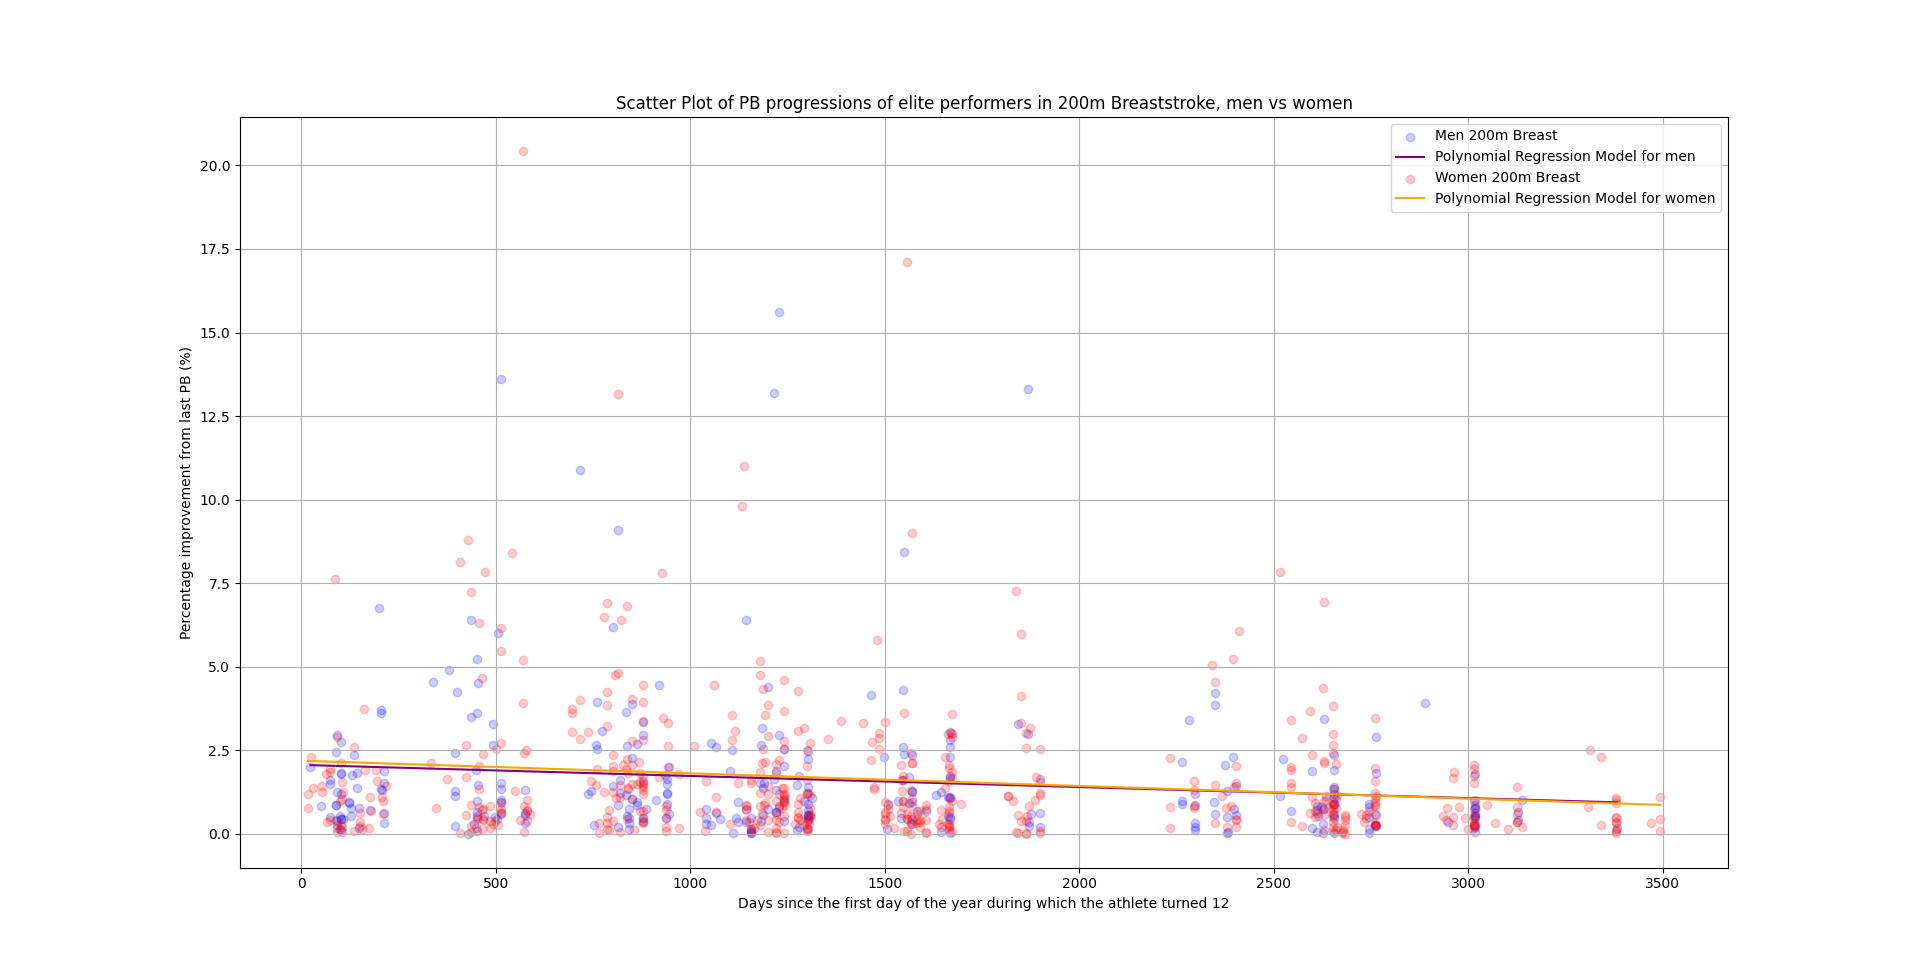 Scatter Plot of PB progressions of elite performers in 200m Breaststroke, men vs women
Men 200m Breast
Polynomial Regression Model for men
Women 200m Breast
Polynomial Regression Model for women
Percentage improvement from last PB (%)
20.0
17.5
15.0
12.5
10.0
7.5
5.0
2.5
0.0
0 500 1000 1500 2000 2500 3000 3500
Days since the first day of the year during which the athlete turned 12